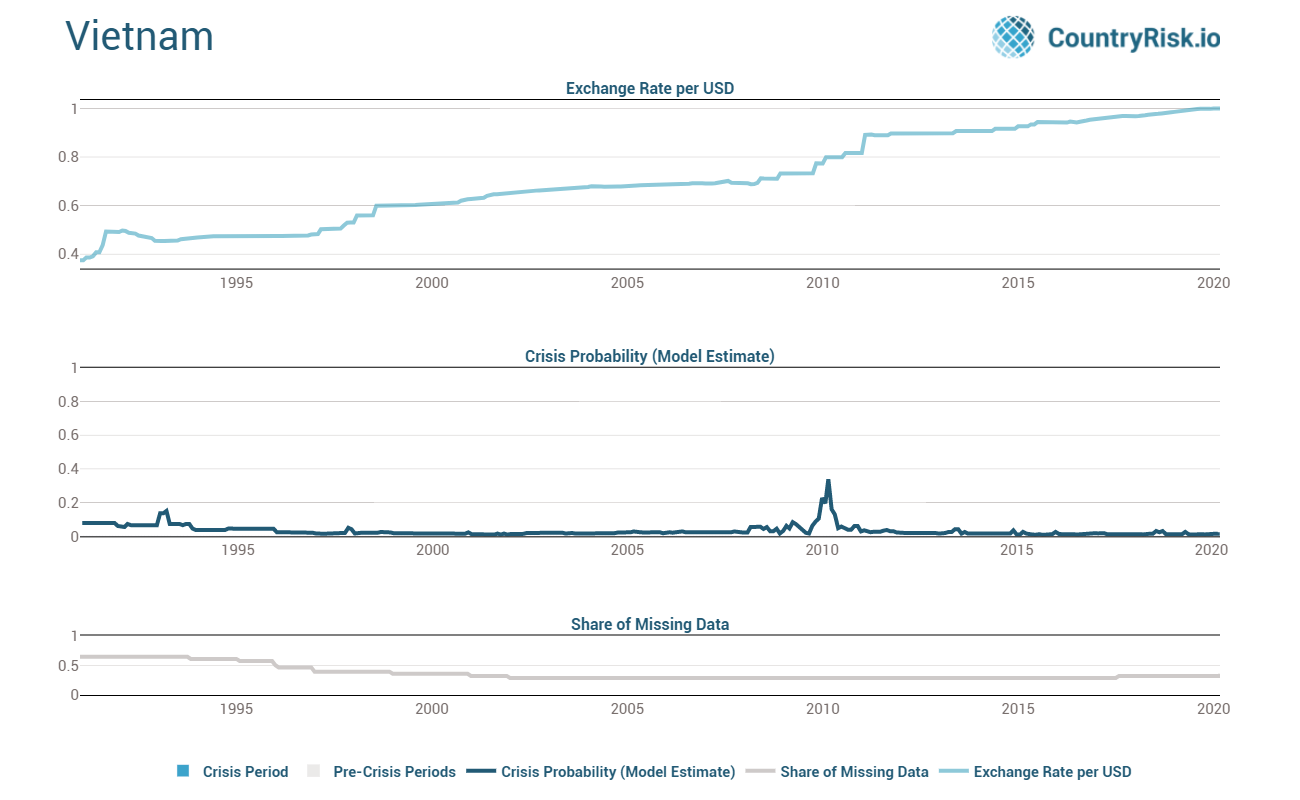 Vietnam
CountryRisk.io
Exchange Rate per USD
1
0.8
0.6
0.4
1995 2000 2005 2010 2015 2020
Crisis Probability (Model Estimate)
1
0.8
0.6
0.4
0.2
0
1995 2000 2005 2010 2015 2020
Share of Missing Data
1
0.5
0
1995 2000 2005 2010 2015 2020
Crisis Period Pre-Crisis Periods Crisis Probability (Model Estimate) Share of Missing Data Exchange Rate per USD